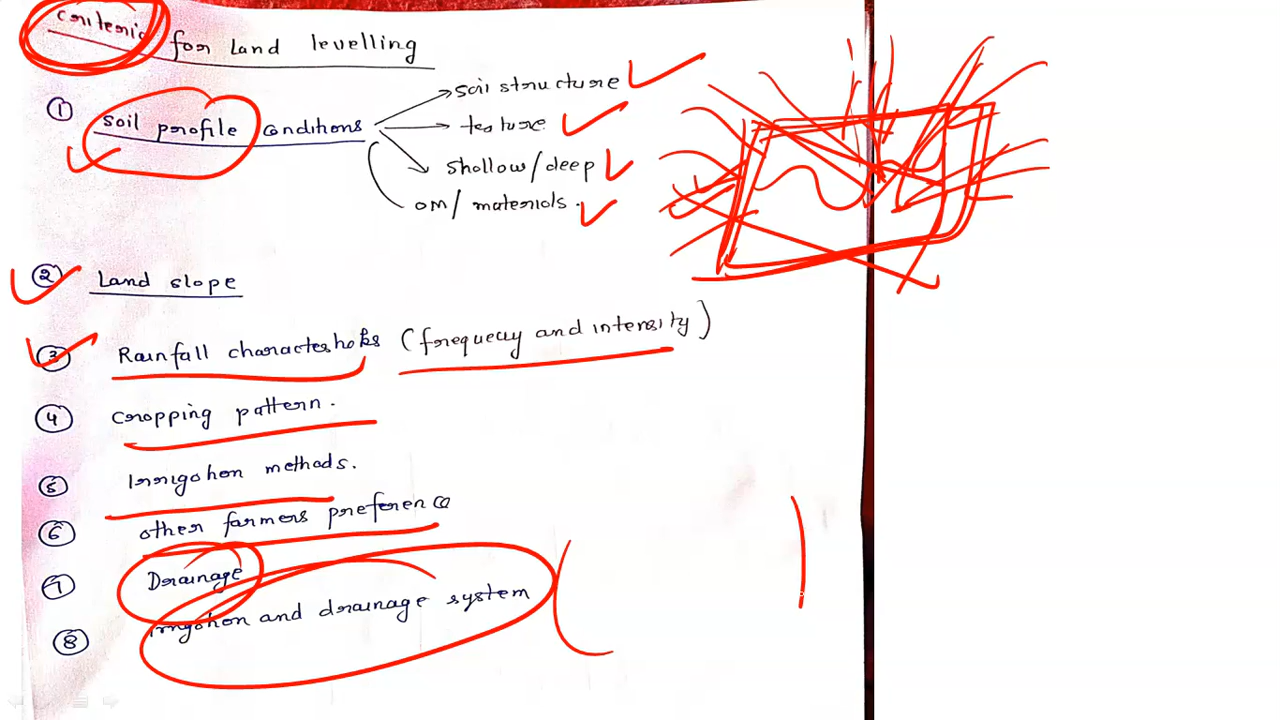 Criteria for Land levelling
① soil profile conditions
soil structure
texture
shollow/deep
OM/ materials.
② Land slope
③ Rainfall characteristics (frequecy and intensity)
④ cropping pattern.
⑤ Irrigation methods.
⑥ other farmers preference
⑦ Drainage
⑧ Irrigation and drainage system